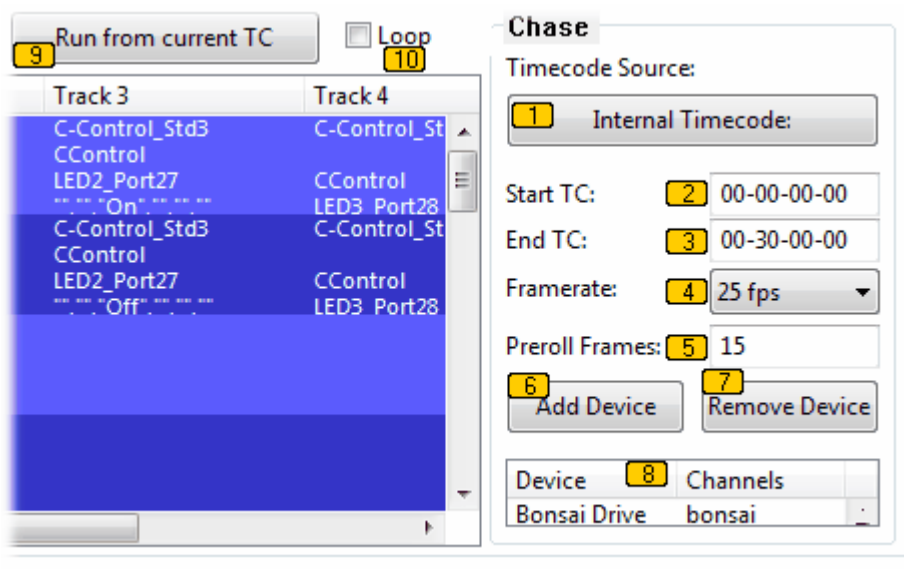 9 Run from current TC
Loop
10
Track 3 Track 4
C-Control_Std3 C-Control_St
CControl
LED2_Port27 CControl
"","","On","","","" LED3_Port28
C-Control_Std3 C-Control_St
CControl
LED2_Port27 CControl
"","","Off","","","" LED3_Port28
Chase
Timecode Source:
1 Internal Timecode:
Start TC: 2 00-00-00-00
End TC: 3 00-30-00-00
Framerate: 4 25 fps
Preroll Frames: 5 15
6 Add Device
7 Remove Device
Device 8 Channels
Bonsai Drive bonsai